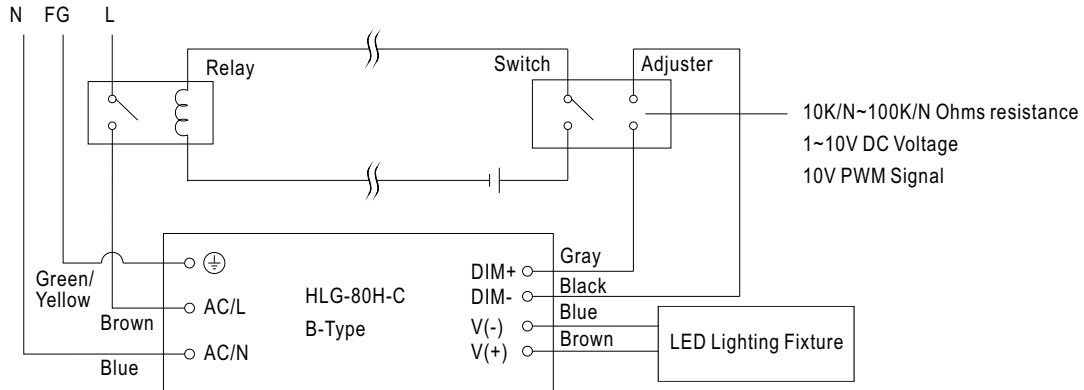 N FG L
Relay
Switch
Adjuster
10K/N~100K/N Ohms resistance
1~10V DC Voltage
10V PWM Signal
Green/
Yellow
Brown
Blue
AC/L
AC/N
HLG-80H-C
B-Type
DIM+
DIM-
V(-)
V(+)
Gray
Black
Blue
Brown
LED Lighting Fixture